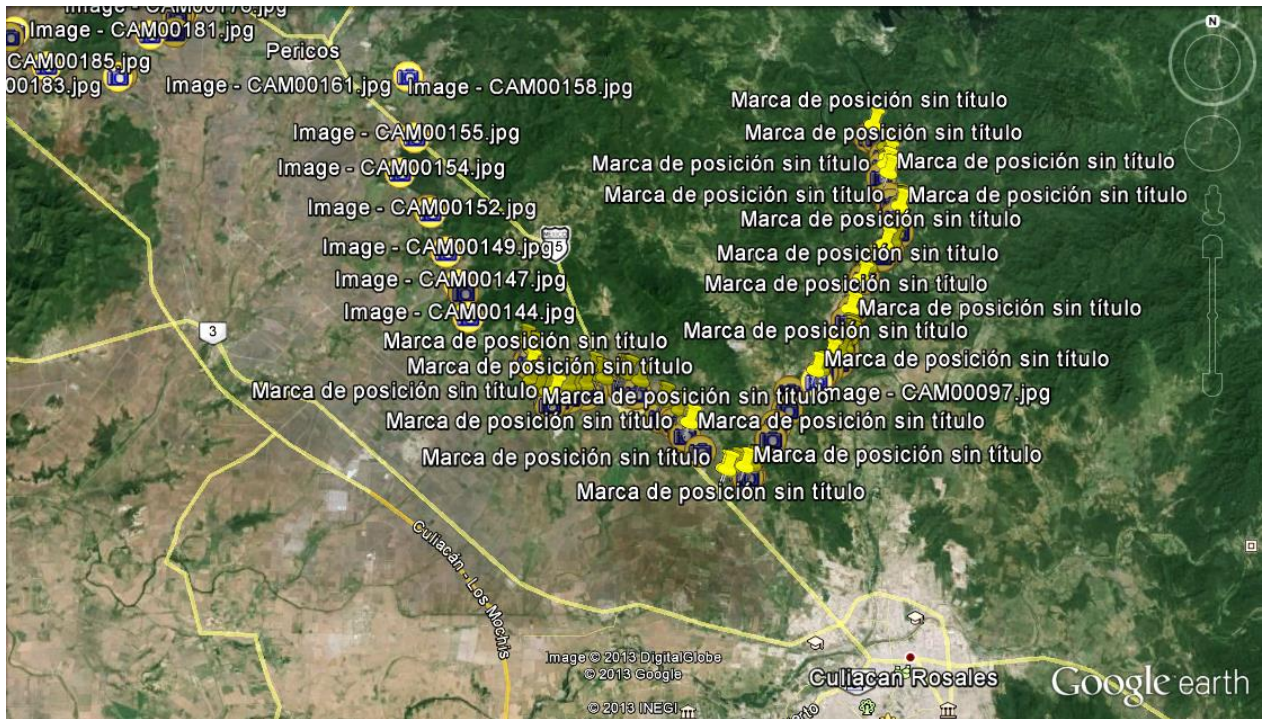 Image - CAM00181.jpg
Pericos
CAM00185.jpg
00183.jpg
Image - CAM00161.jpg
Image - CAM00158.jpg
Marca de posición sin título
Image - CAM00155.jpg
Marca de posición sin título
Image - CAM00154.jpg
Marca de posición sin título
Marca de posición sin título
Image - CAM00152.jpg
Marca de posición sin título
Marca de posición sin título
Marca de posición sin título
Image - CAM00149.jpg
MEXICO
15
Marca de posición sin título
Image - CAM00147.jpg
Marca de posición sin título
Image - CAM00144.jpg
Marca de posición sin título
3
Marca de posición sin título
Marca de posición sin título
Marca de posición sin título
Marca de posición sin título
Marca de posición sin título
Marca de posición sin título
Image - CAM00097.jpg
Marca de posición sin título
Marca de posición sin título
Marca de posición sin título
Marca de posición sin título
Marca de posición sin título
Culiacán - Los Mochis
Image © 2013 DigitalGlobe
© 2013 Google
© 2013 INEGI
Culiacan Rosales
Google earth
N